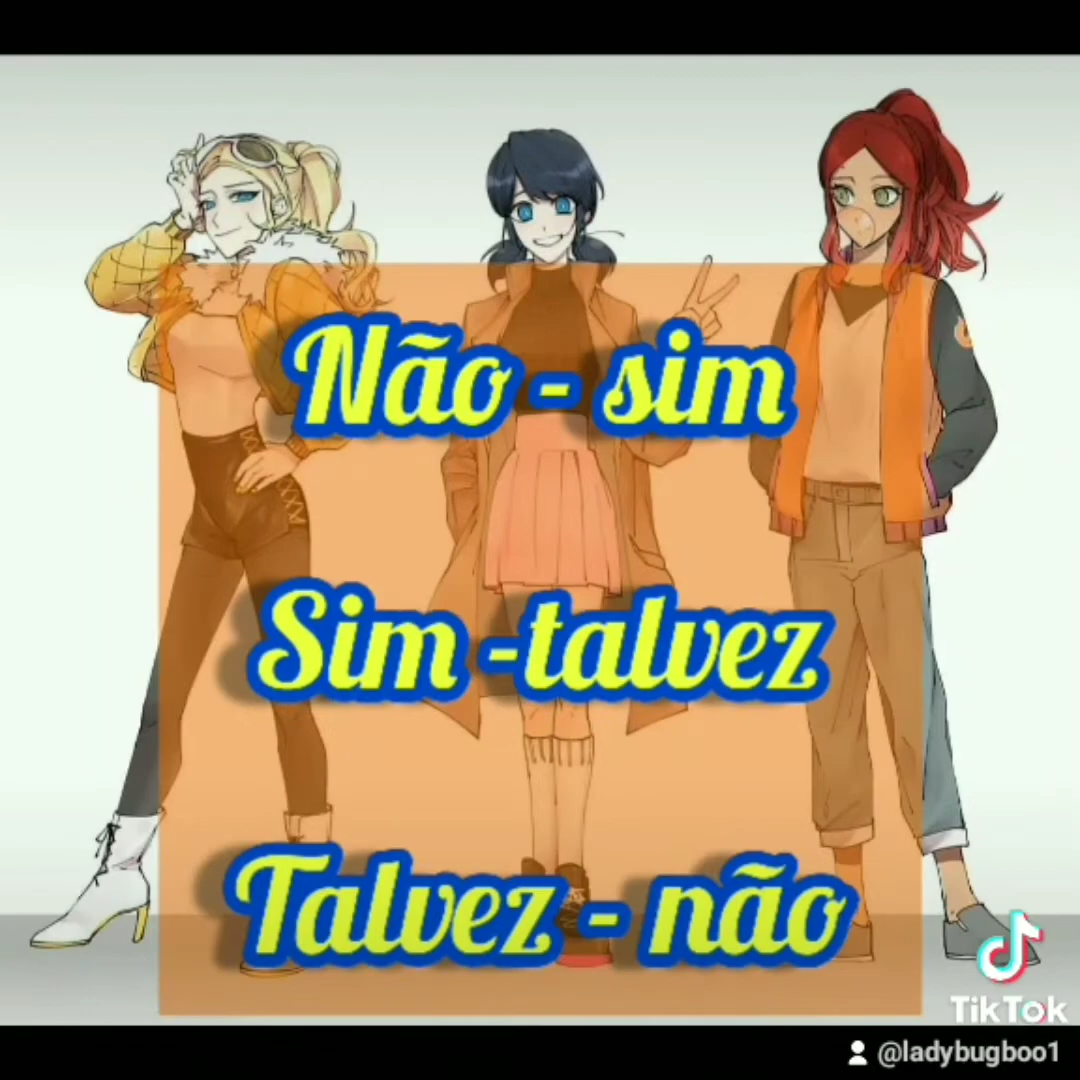 Não - sim
Sim -talvez
Talvez - não
TikTok
@ladybugboo1